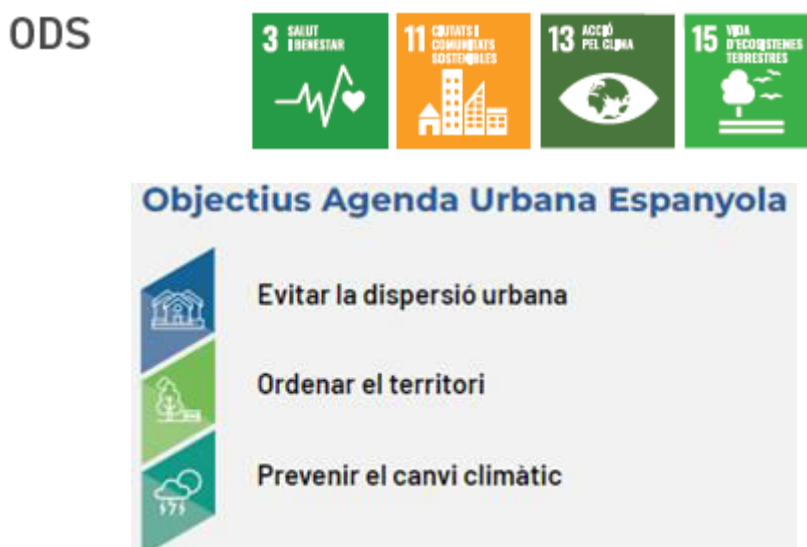 ODS
3 SALUT
I BENESTAR
11 CIUTATS I
COMUNITATS
SOSTENIBLES
13 ACCIÓ
PEL CLIMA
15 VIDA
D'ECOSISTEMES
TERRESTRES
Objectius Agenda Urbana Espanyola
Evitar la dispersió urbana
Ordenar el territori
Prevenir el canvi climàtic